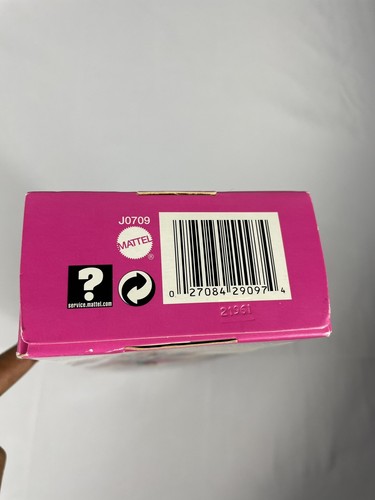 J0709
MATTEL
®
?
service.mattel.com
0 27084 29097 4
21961